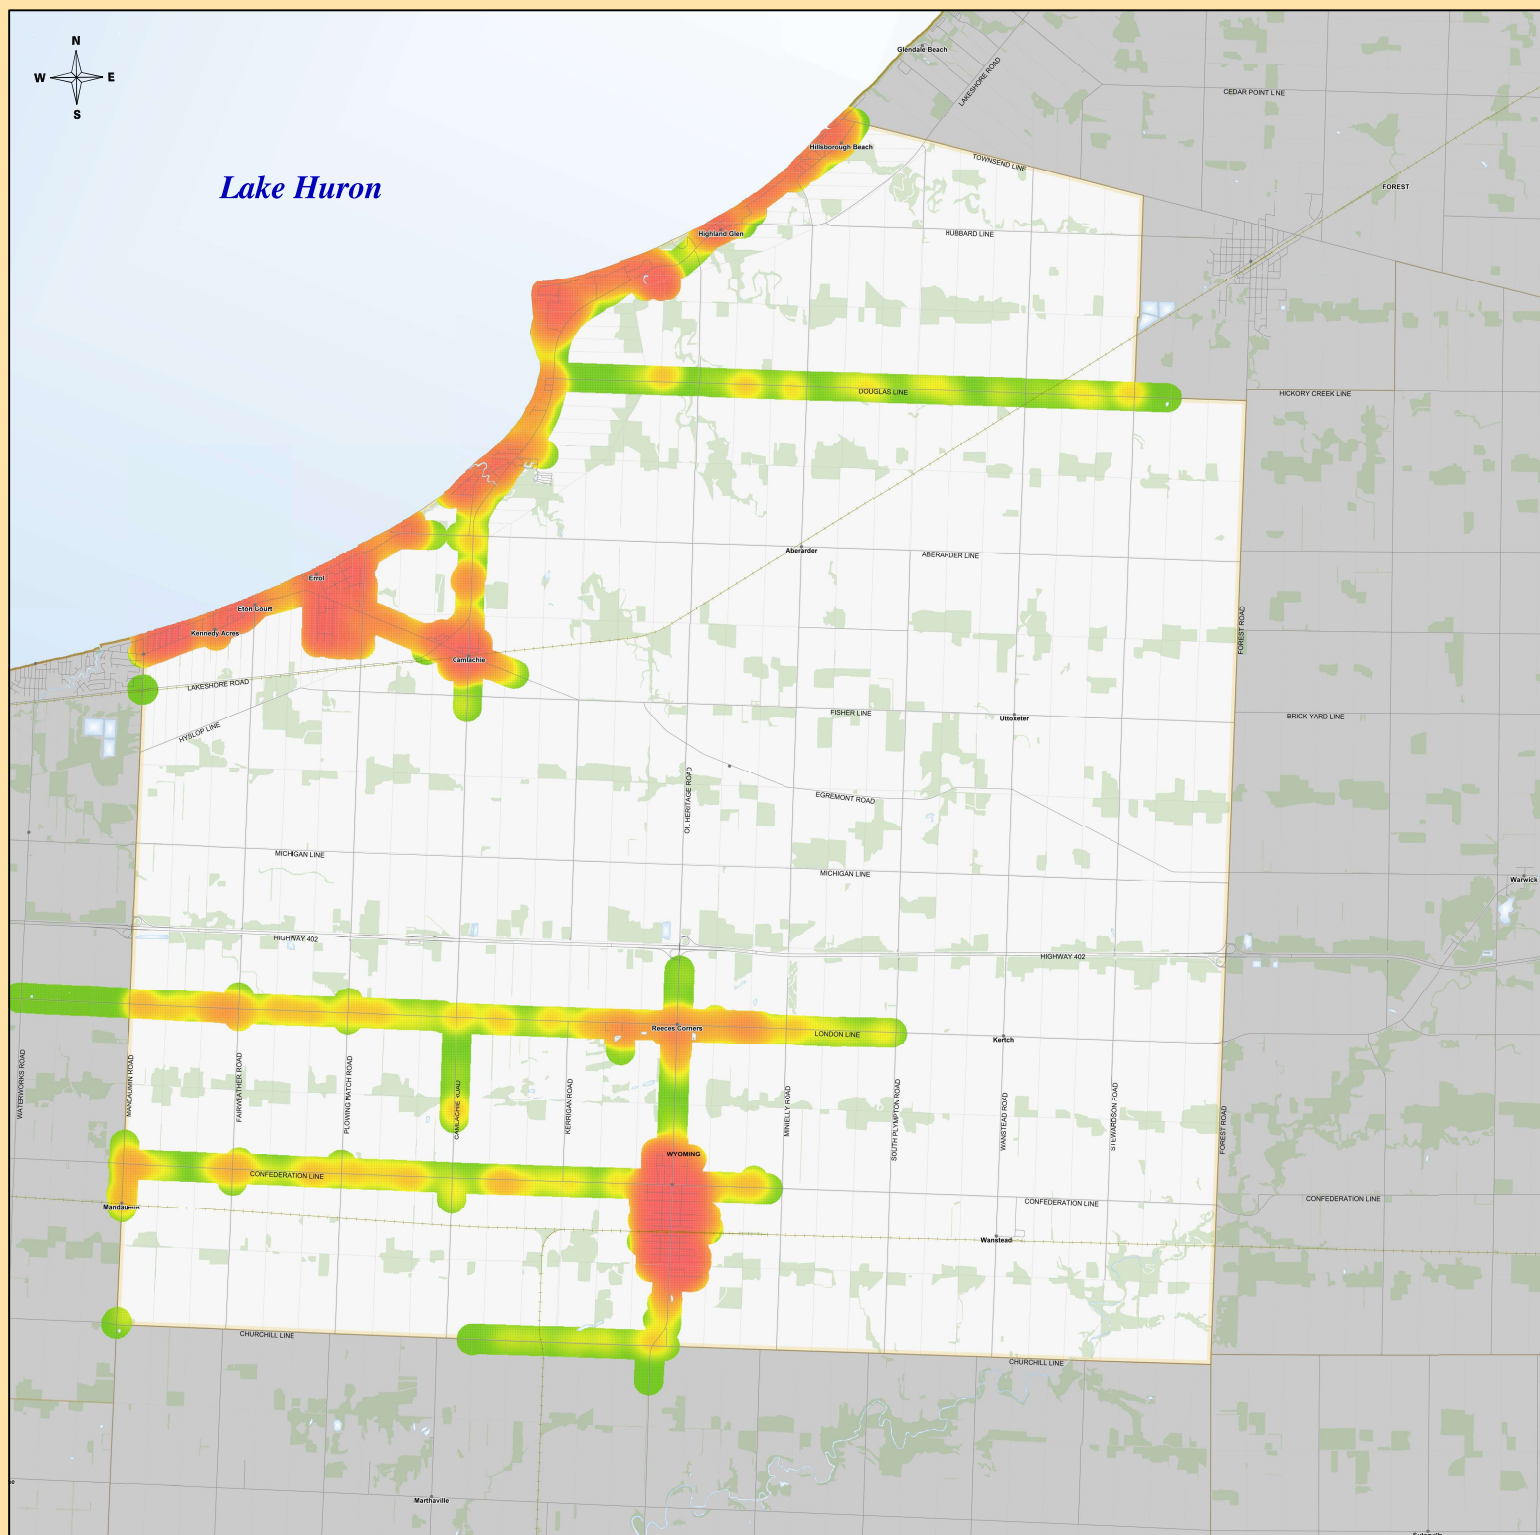 N
W E
S
Glendale Beach
LAKESHORE ROAD
CEDAR POINT LINE
Hillsborough Beach
TOWNSEND LINE
FOREST
Lake Huron
Highland Glen
HUBBARD LINE
DOUGLAS LINE
HICKORY CREEK LINE
Aberarder
ABERARDER LINE
Errol
Eton Court
Kennedy Acres
FOREST ROAD
Camlachie
LAKESHORE ROAD
FISHER LINE
Uttoxeter
BRICK YARD LINE
HYSLOP LINE
OIL HERITAGE ROAD
EGREMONT ROAD
MICHIGAN LINE
MICHIGAN LINE
Warwick
HIGHWAY 402
HIGHWAY 402
Reeces Corners
LONDON LINE
Kertch
WATERWORKS ROAD
MANDAUMIN ROAD
FAIRWEATHER ROAD
PLOWING MATCH ROAD
CAMLACHIE ROAD
KERRIGAN ROAD
MINIELLY ROAD
SOUTH PLYMPTON ROAD
WANSTEAD ROAD
STEWARDSON ROAD
FOREST ROAD
WYOMING
CONFEDERATION LINE
CONFEDERATION LINE
CONFEDERATION LINE
Mandaumin
Wanstead
CHURCHILL LINE
CHURCHILL LINE
Marthaville